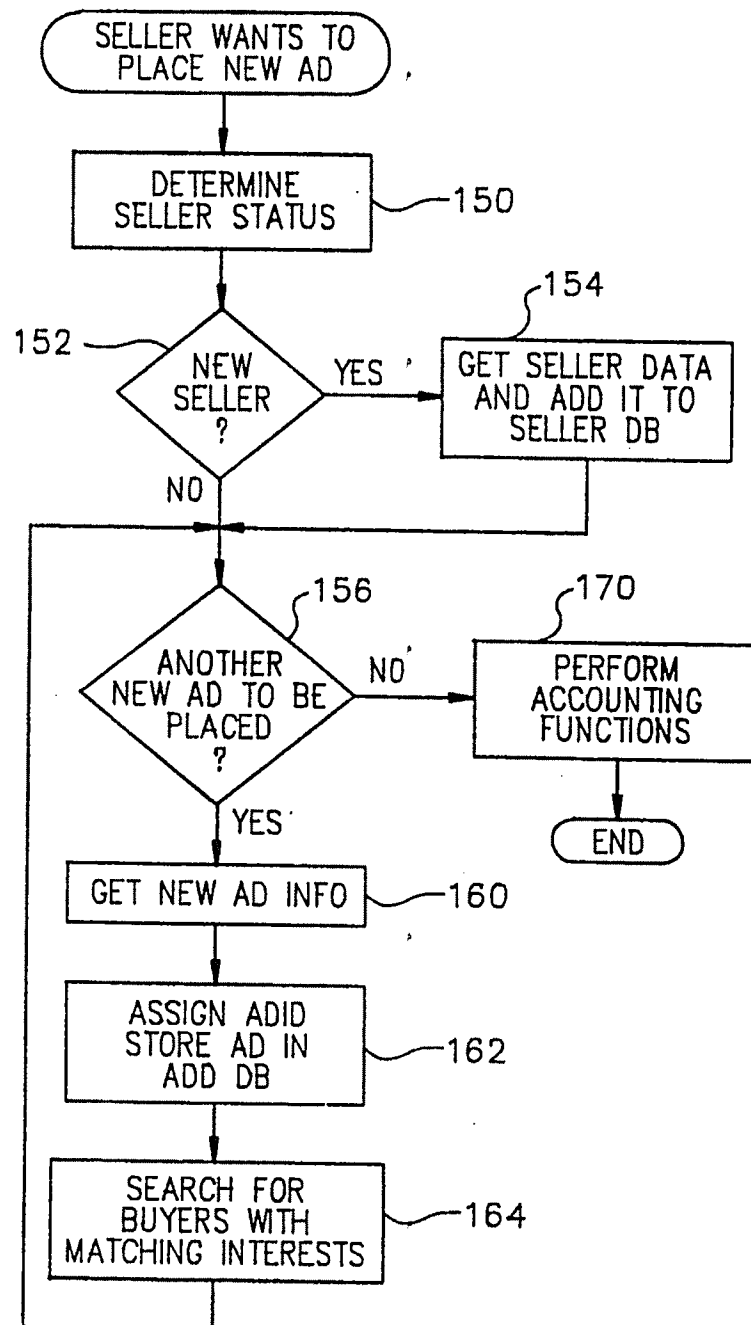 SELLER WANTS TO
PLACE NEW AD
DETERMINE
SELLER STATUS
150
152
NEW
SELLER
?
YES
154
GET SELLER DATA
AND ADD IT TO
SELLER DB
NO
156
ANOTHER
NEW AD TO BE
PLACED
?
NO
170
PERFORM
ACCOUNTING
FUNCTIONS
END
YES
GET NEW AD INFO
160
ASSIGN ADID
STORE AD IN
ADD DB
162
SEARCH FOR
BUYERS WITH
MATCHING INTERESTS
164